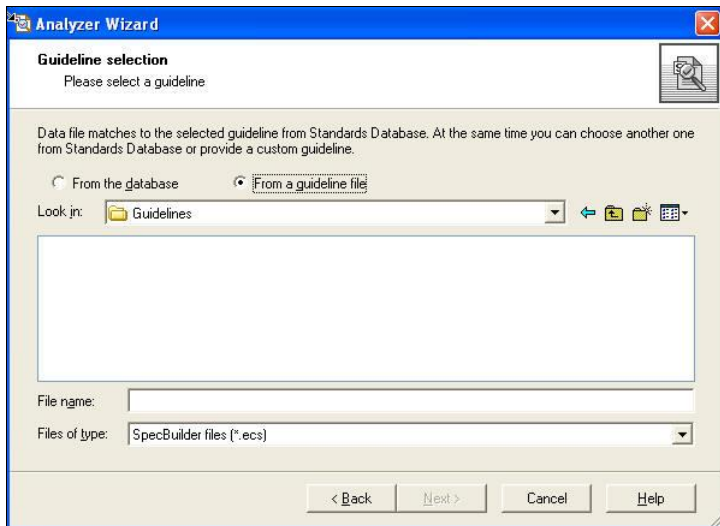 Analyzer Wizard
Guideline selection
Please select a guideline
Data file matches to the selected guideline from Standards Database. At the same time you can choose another one
from Standards Database or provide a custom guideline.
From the database From a guideline file
Look in: Guidelines
File name:
Files of type: SpecBuilder files (*.ecs)
< Back Next > Cancel Help